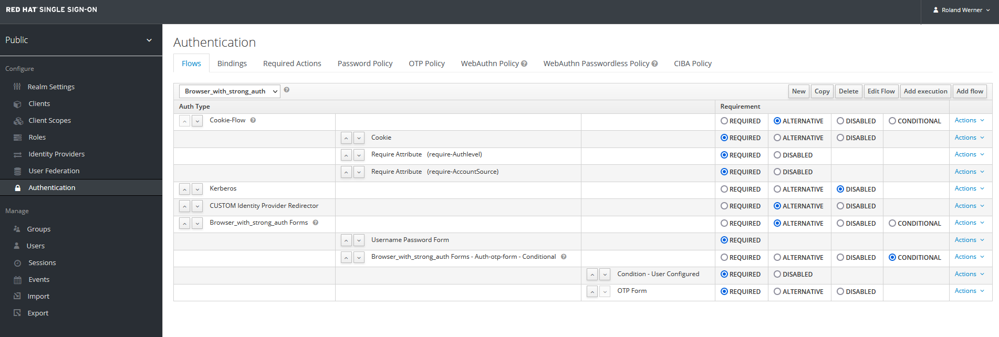 RED HAT SINGLE SIGN-ON
Roland Werner
Public
Configure
Realm Settings
Clients
Client Scopes
Roles
Identity Providers
User Federation
Authentication
Manage
Groups
Users
Sessions
Events
Import
Export
Authentication
Flows Bindings Required Actions Password Policy OTP Policy WebAuthn Policy WebAuthn Passwordless Policy CIBA Policy
Browser_with_strong_auth New Copy Delete Edit Flow Add execution Add flow
Auth Type Requirement
Cookie-Flow REQUIRED ALTERNATIVE DISABLED CONDITIONAL Actions
Cookie REQUIRED ALTERNATIVE DISABLED Actions
Require Attribute (require-Authlevel) REQUIRED DISABLED Actions
Require Attribute (require-AccountSource) REQUIRED DISABLED Actions
Kerberos REQUIRED ALTERNATIVE DISABLED Actions
CUSTOM Identity Provider Redirector REQUIRED ALTERNATIVE DISABLED Actions
Browser_with_strong_auth Forms REQUIRED ALTERNATIVE DISABLED CONDITIONAL Actions
Username Password Form REQUIRED Actions
Browser_with_strong_auth Forms - Auth-otp-form - Conditional REQUIRED ALTERNATIVE DISABLED CONDITIONAL Actions
Condition - User Configured REQUIRED DISABLED Actions
OTP Form REQUIRED ALTERNATIVE DISABLED Actions